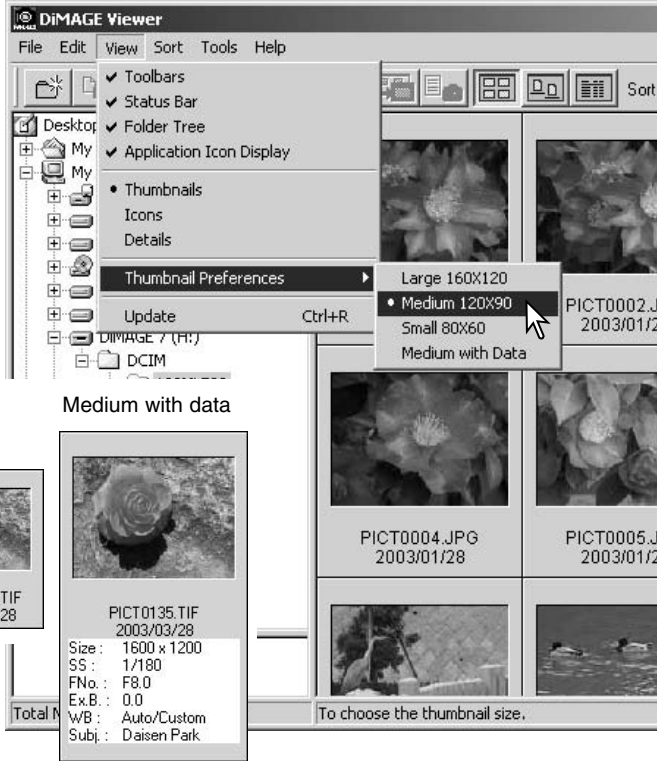 DiMAGE Viewer
File Edit View Sort Tools Help
Sort
Toolbars
Status Bar
Folder Tree
Application Icon Display
Thumbnails
Icons
Details
Thumbnail Preferences
Update Ctrl+R
Large 160X120
Medium 120X90
Small 80X60
Medium with Data
Desktop
My
My
DIMAGE 7 (H:)
DCIM
PICT0002.J
2003/01/2
PICT0004.JPG
2003/01/28
PICT0005.J
2003/01/2
Medium with data
TIF
28
PICT0135.TIF
2003/03/28
Size : 1600 x 1200
SS : 1/180
FNo. : F8.0
Ex.B. : 0.0
WB : Auto/Custom
Subj. : Daisen Park
Total N
To choose the thumbnail size.